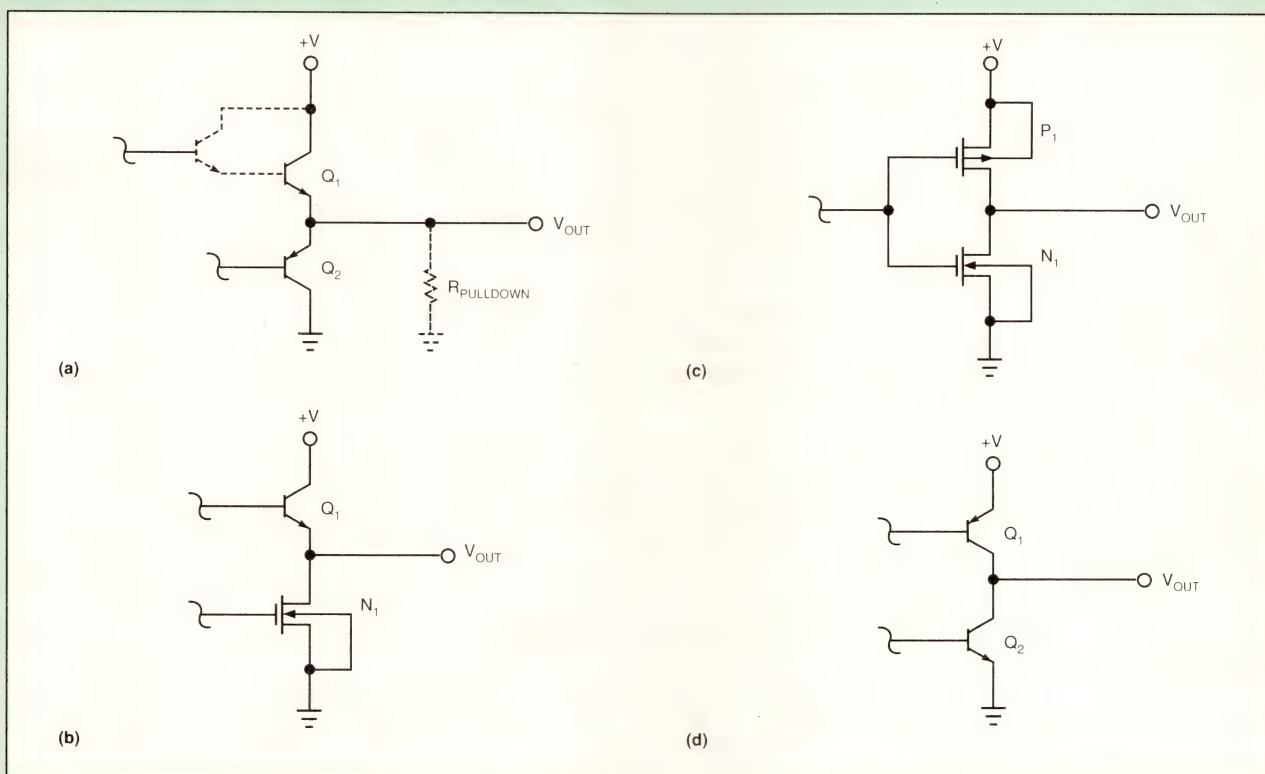 +V
Q1
VOUT
Q2
RPULLDOWN
(a)
+V
Q1
VOUT
N1
(b)
+V
P1
VOUT
N1
(c)
+V
Q1
VOUT
Q2
(d)